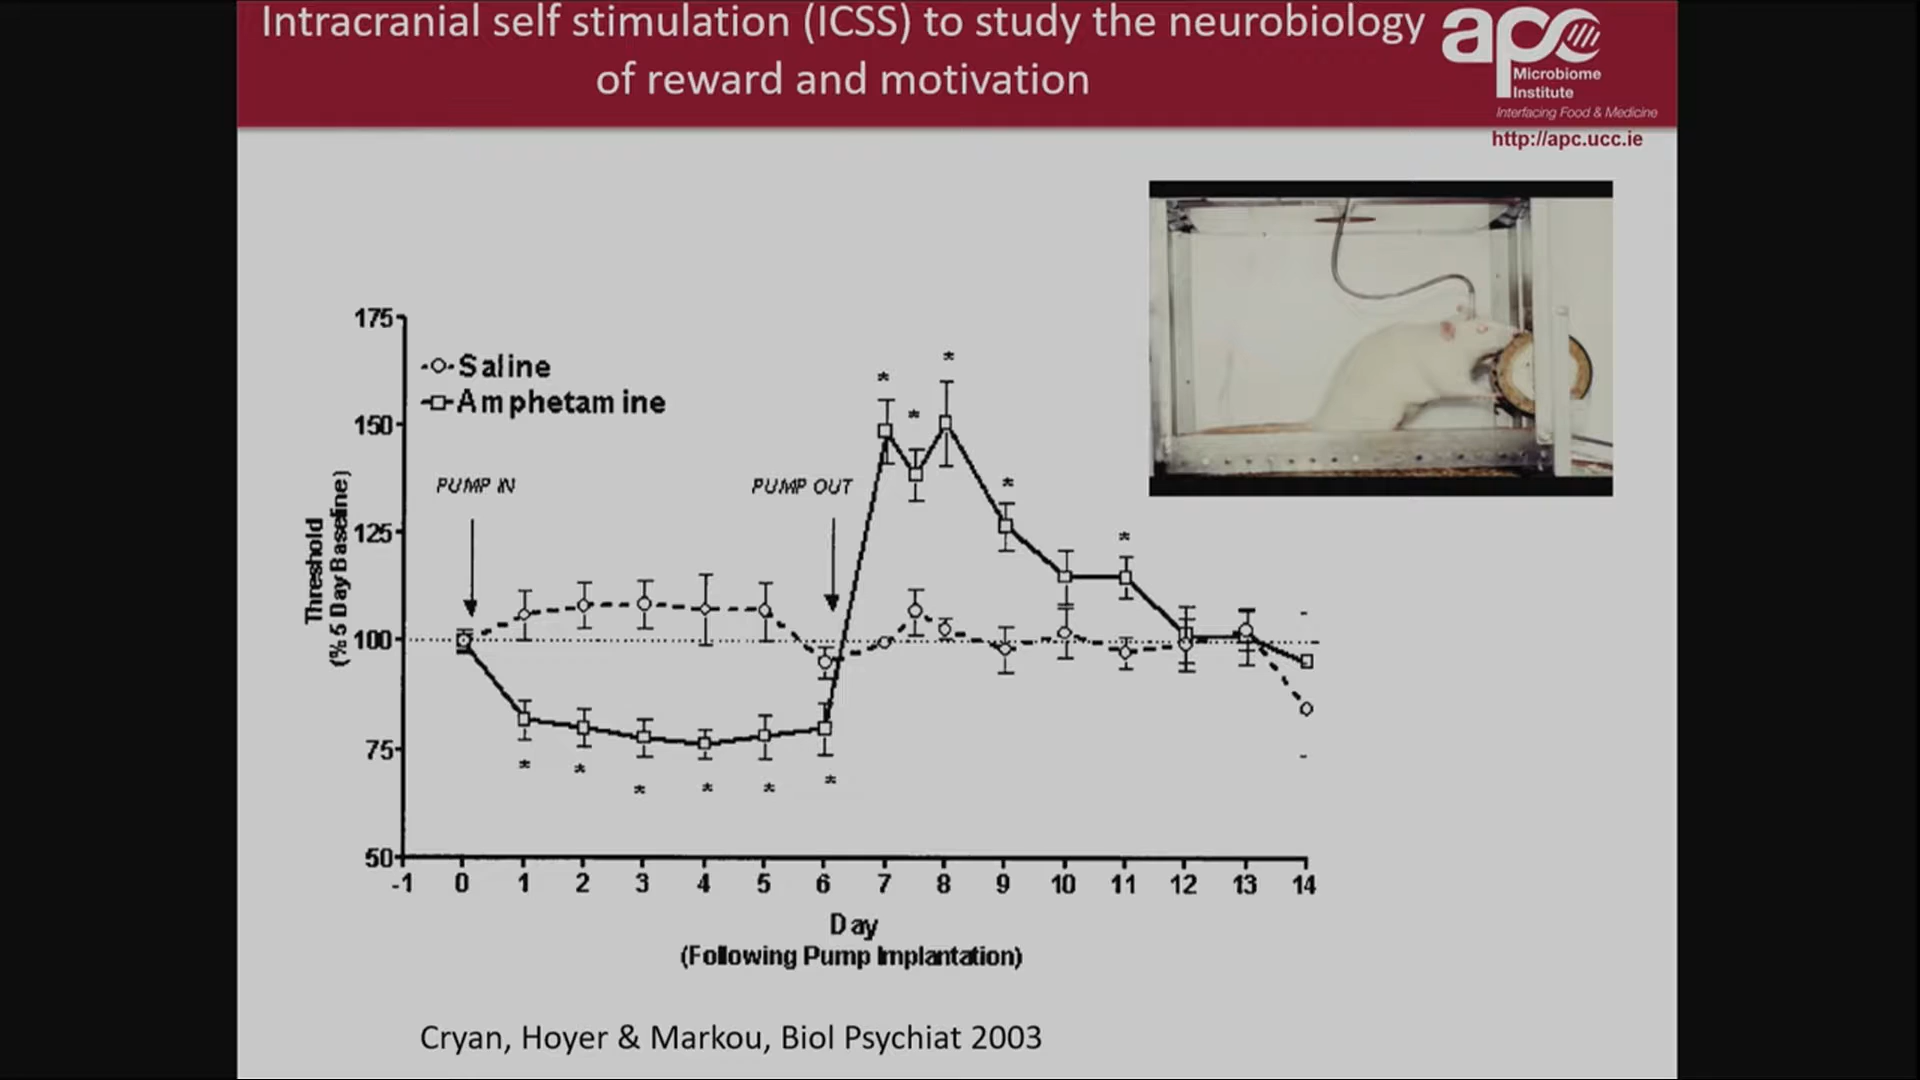 Intracranial self stimulation (ICSS) to study the neurobiology
of reward and motivation
apc
Microbiome
Institute
Interfacing Food & Medicine
http://apc.ucc.ie
175
150
125
100
75
50
Threshold
(% 5 Day Baseline)
Saline
Amphetamine
PUMP IN
PUMP OUT
* * * * * * * * * * *
-1 0 1 2 3 4 5 6 7 8 9 10 11 12 13 14
Day
(Following Pump Implantation)
Cryan, Hoyer & Markou, Biol Psychiat 2003